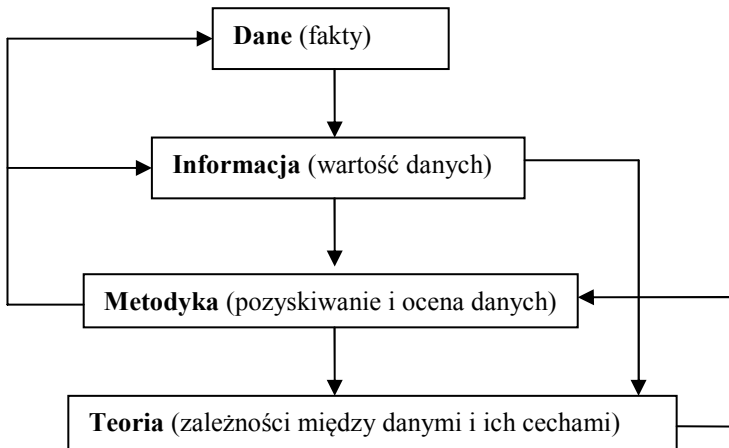 Dane (fakty)
Informacja (wartość danych)
Metodyka (pozyskiwanie i ocena danych)
Teoria (zależności między danymi i ich cechami)